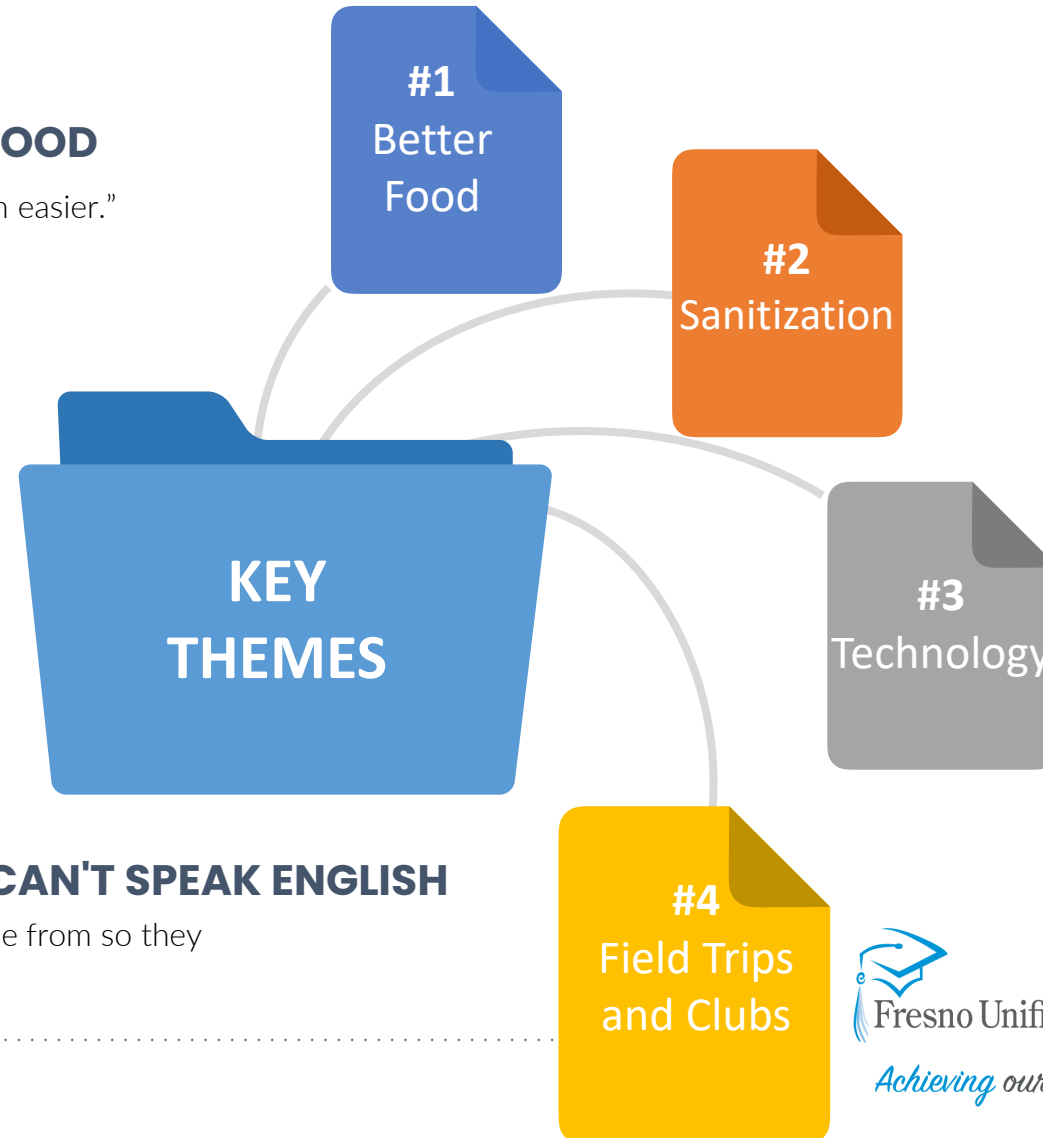 OOD
n easier.”
#1
Better
Food
#2
Sanitization
KEY
THEMES
#3
Technology
CAN'T SPEAK ENGLISH
e from so they
#4
Field Trips
and Clubs
Fresno Unifi
Achieving our